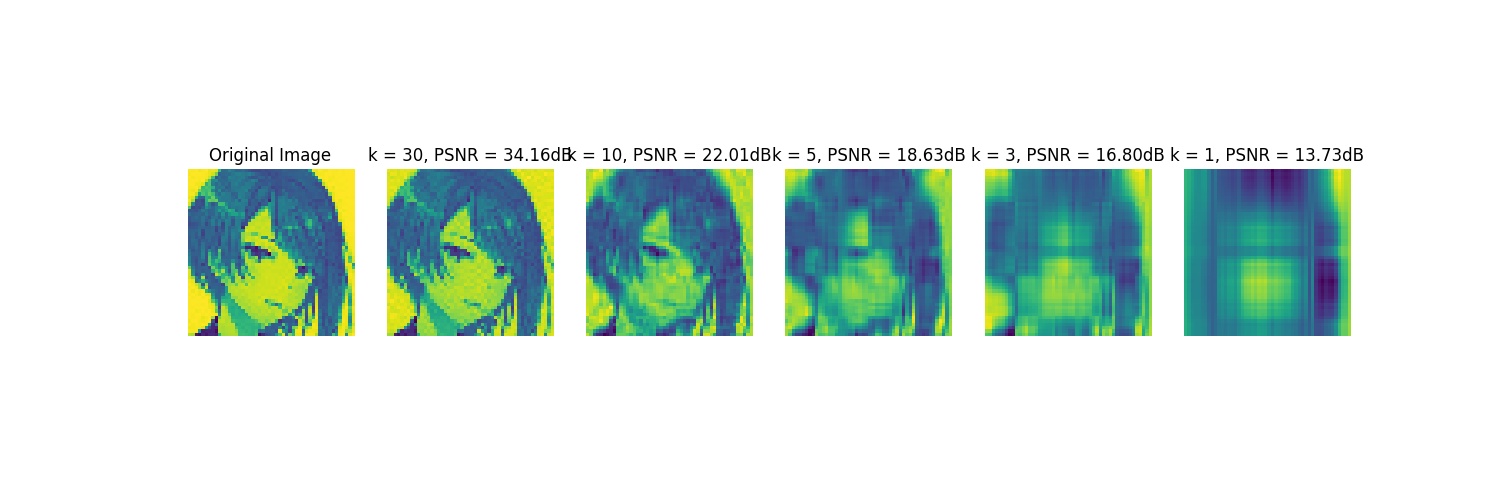 Original Image
k = 30, PSNR = 34.16dB
k = 10, PSNR = 22.01dB
k = 5, PSNR = 18.63dB
k = 3, PSNR = 16.80dB
k = 1, PSNR = 13.73dB